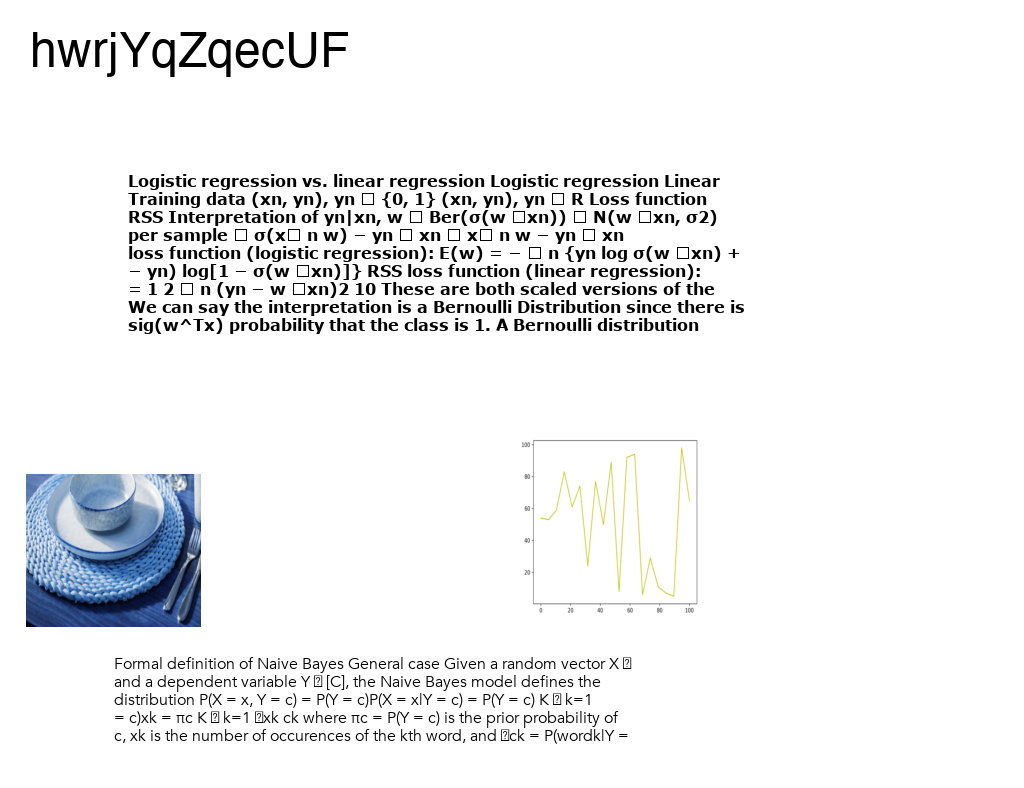 hwrjYqZqecUF
Logistic regression vs. linear regression Logistic regression Linear
Training data (xn, yn), yn □ {0, 1} (xn, yn), yn □ R Loss function
RSS Interpretation of yn|xn, w □ Ber(σ(w □xn)) □ N(w □xn, σ2)
per sample □ σ(x□ n w) − yn □ xn □ x□ n w − yn □ xn
loss function (logistic regression): E(w) = − □ n {yn log σ(w □xn) +
− yn) log[1 − σ(w □xn)]} RSS loss function (linear regression):
= 1 2 □ n (yn − w □xn)2 10 These are both scaled versions of the
We can say the interpretation is a Bernoulli Distribution since there is
sig(w^Tx) probability that the class is 1. A Bernoulli distribution
100
80
60
40
20
0 20 40 60 80 100
Formal definition of Naive Bayes General case Given a random vector X □
and a dependent variable Y □ [C], the Naive Bayes model defines the
distribution P(X = x, Y = c) = P(Y = c)P(X = x|Y = c) = P(Y = c) K □ k=1
= c)xk = πc K □ k=1 □xk ck where πc = P(Y = c) is the prior probability of
c, xk is the number of occurences of the kth word, and □ck = P(wordk|Y =